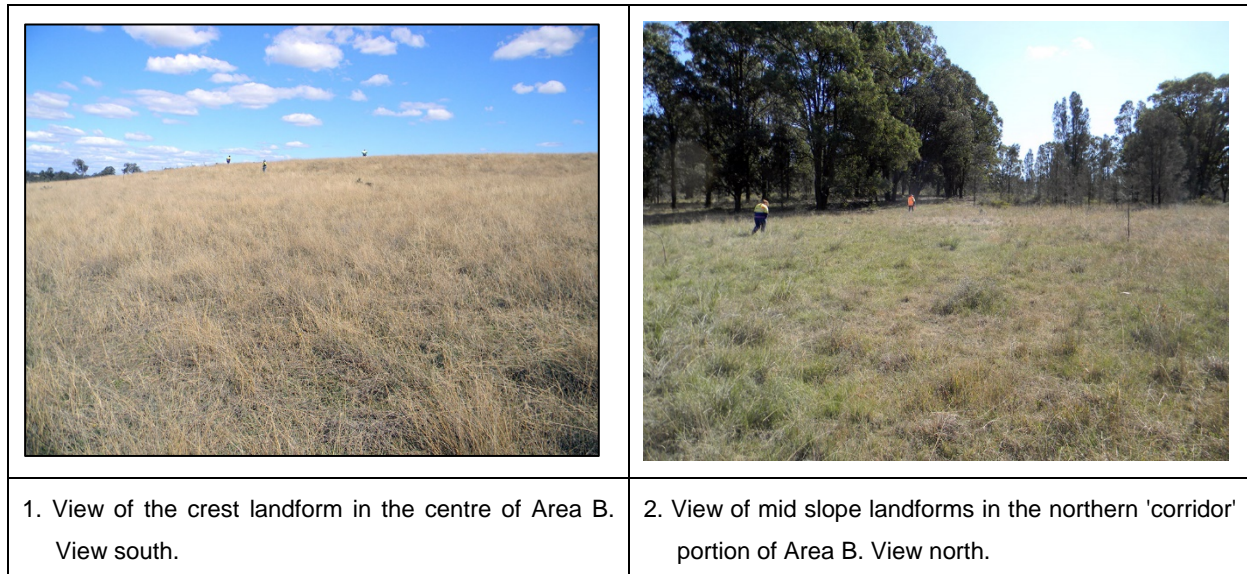 1. View of the crest landform in the centre of Area B.
View south.
2. View of mid slope landforms in the northern 'corridor'
portion of Area B. View north.